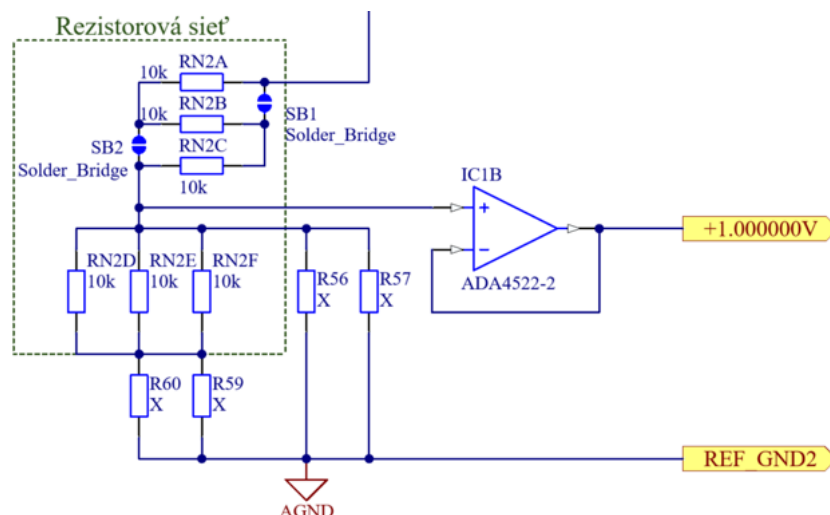 Rezistorová sieť
RN2A
10k
RN2B
10k
SB1
Solder_Bridge
SB2
Solder_Bridge
RN2C
10k
IC1B
+
−
ADA4522-2
+1.000000V
RN2D
10k
RN2E
10k
RN2F
10k
R56
X
R57
X
R60
X
R59
X
REF_GND2
AGND